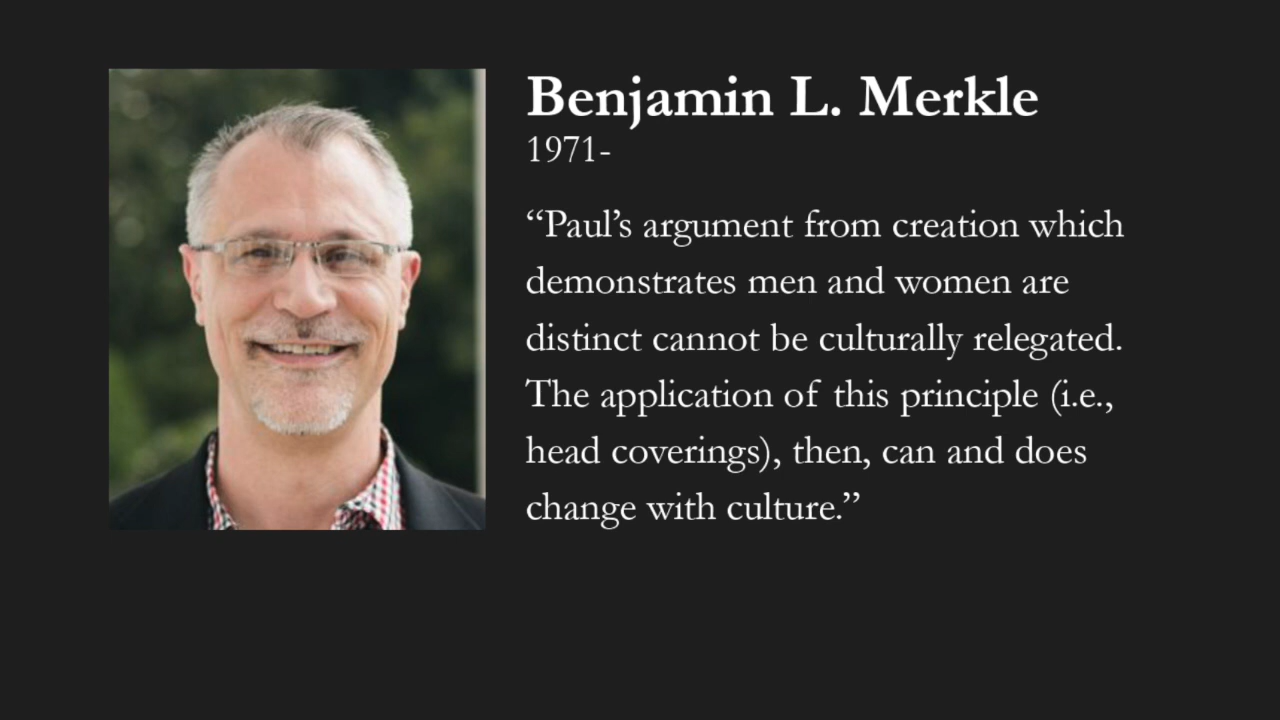 Benjamin L. Merkle
1971-
“Paul’s argument from creation which
demonstrates men and women are
distinct cannot be culturally relegated.
The application of this principle (i.e.,
head coverings), then, can and does
change with culture.”